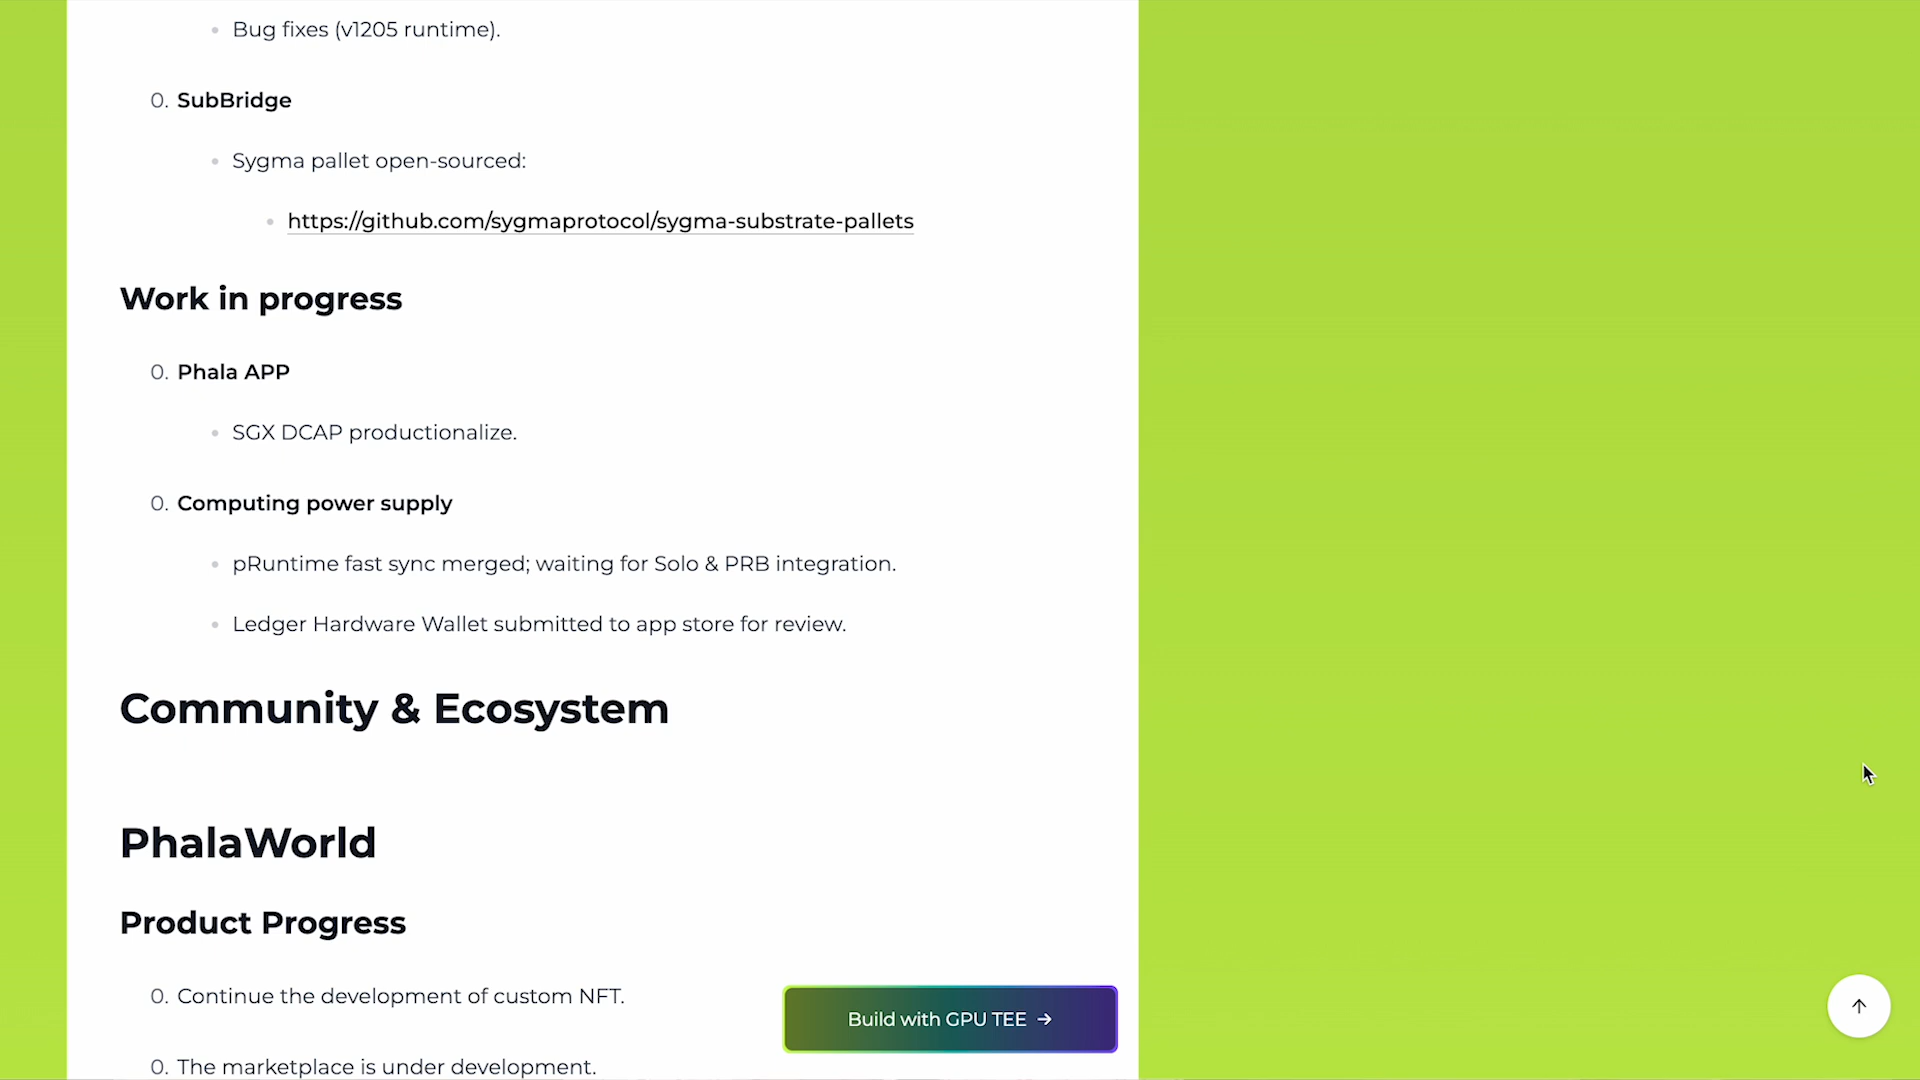 Bug fixes (v1205 runtime).
0. SubBridge
Sygma pallet open-sourced:
https://github.com/sygmaprotocol/sygma-substrate-pallets
Work in progress
0. Phala APP
SGX DCAP productionalize.
0. Computing power supply
pRuntime fast sync merged; waiting for Solo & PRB integration.
Ledger Hardware Wallet submitted to app store for review.
Community & Ecosystem
PhalaWorld
Product Progress
0. Continue the development of custom NFT.
Build with GPU TEE →
0. The marketplace is under development.